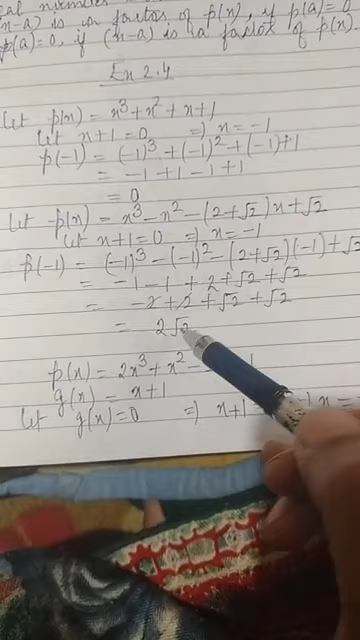 (x-a) is in factor of p(x), if p(a)=0
p(a)=0, if (x-a) is a factor of p(x).
Ex 2.4
Let p(x) = x³ + x² + x + 1
Let x+1 = 0 ⇒ x = -1
p(-1) = (-1)³ + (-1)² + (-1) + 1
= -1 + 1 - 1 + 1
= 0
Let p(x) = x³ - x² - (2+√2)x + √2
Let x+1 = 0 ⇒ x = -1
p(-1) = (-1)³ - (-1)² - (2+√2)(-1) + √2
= -1 - 1 + 2 + √2 + √2
= -2 + 2 + √2 + √2
= 2√2
p(x) = 2x³ + x² - 1
g(x) = x+1
Let g(x) = 0 ⇒ x+1